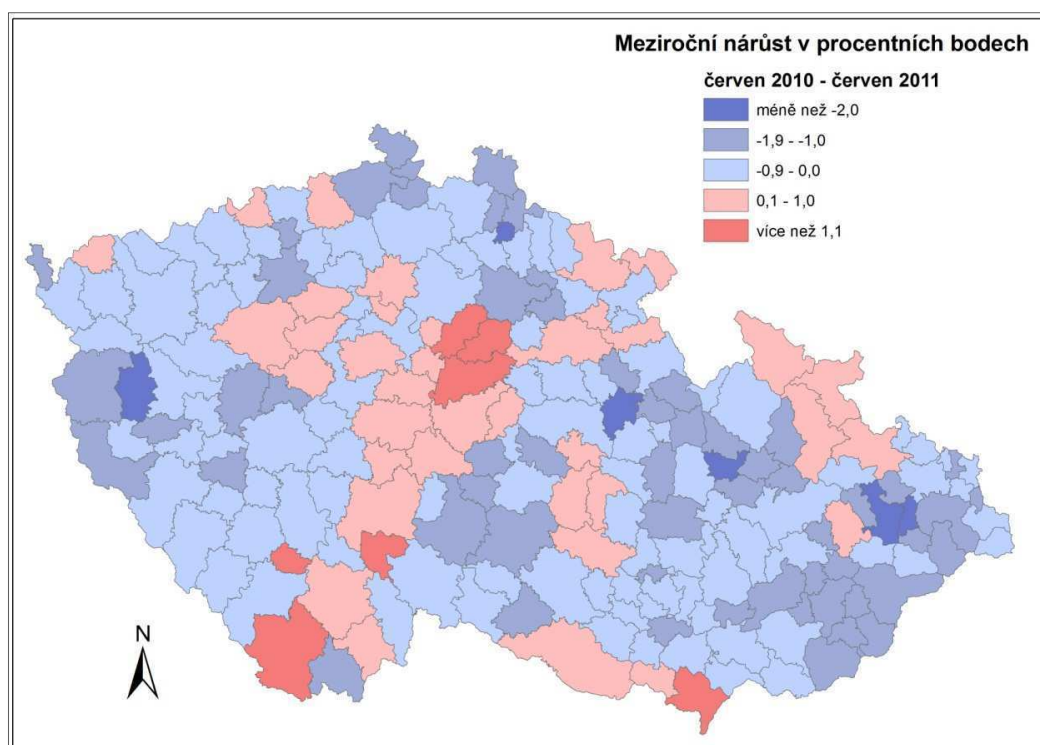 Meziroční nárůst v procentních bodech
červen 2010 - červen 2011
méně než -2,0
-1,9 - -1,0
-0,9 - 0,0
0,1 - 1,0
více než 1,1
N